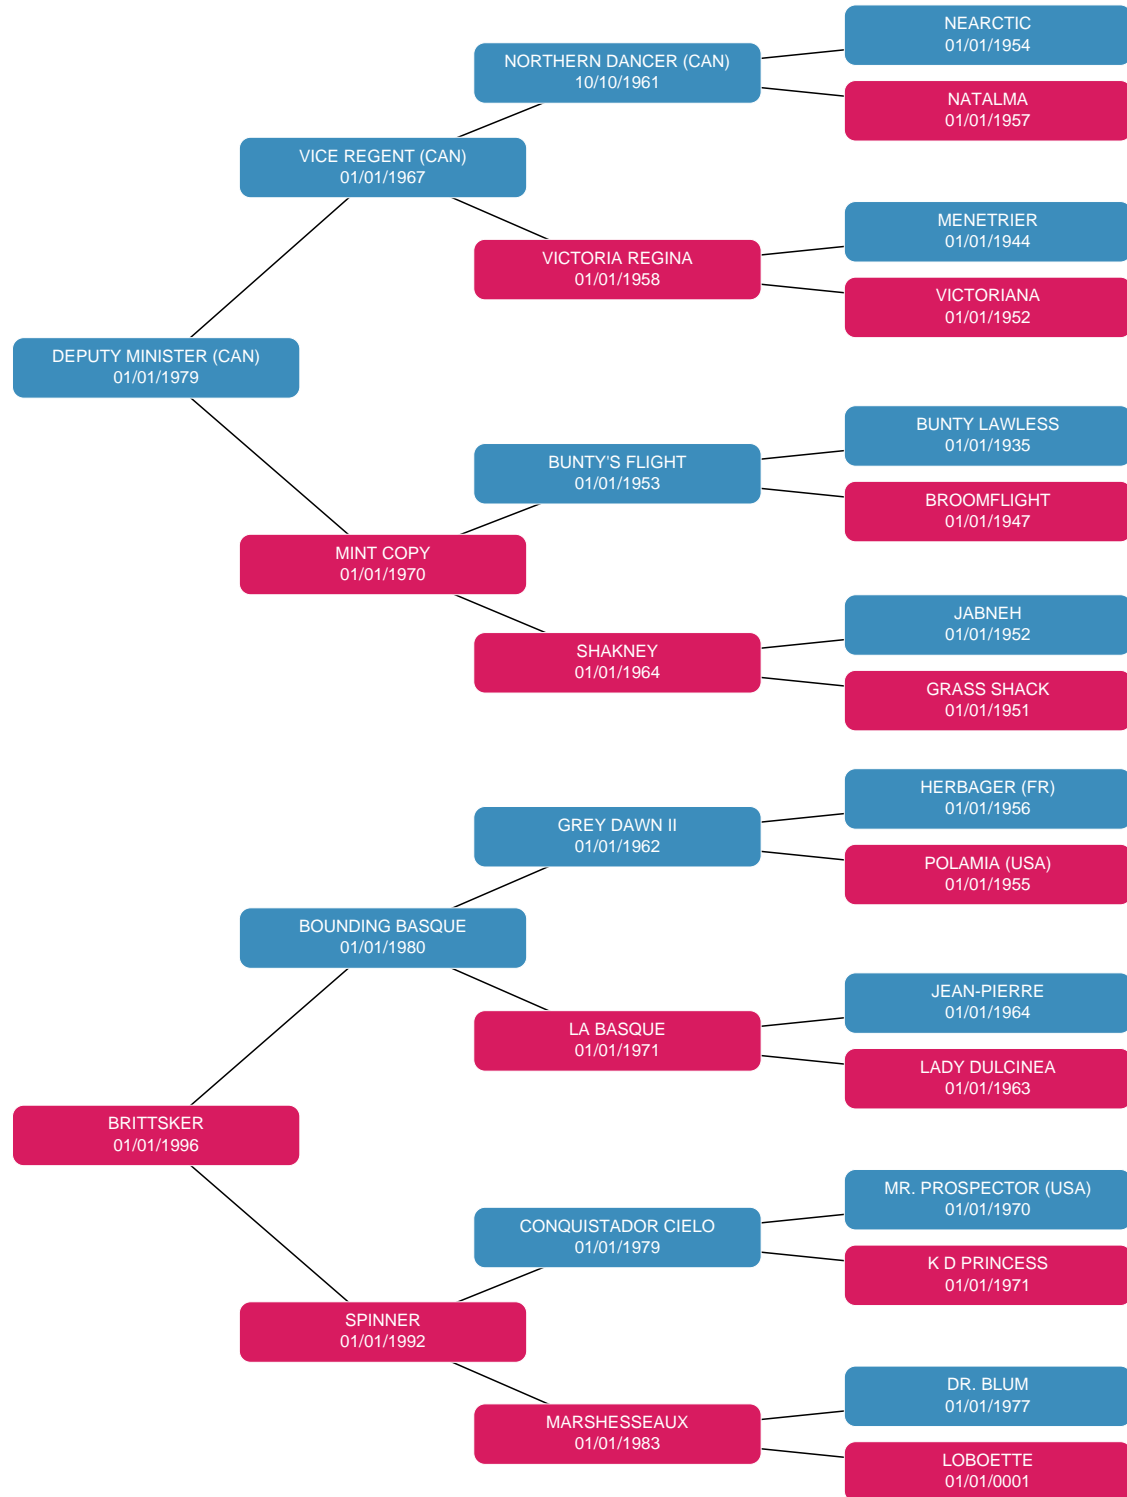 NEARCTIC
01/01/1954
NORTHERN DANCER (CAN)
10/10/1961
NATALMA
01/01/1957
VICE REGENT (CAN)
01/01/1967
MENETRIER
01/01/1944
VICTORIA REGINA
01/01/1958
VICTORIANA
01/01/1952
DEPUTY MINISTER (CAN)
01/01/1979
BUNTY LAWLESS
01/01/1935
BUNTY'S FLIGHT
01/01/1953
BROOMFLIGHT
01/01/1947
MINT COPY
01/01/1970
JABNEH
01/01/1952
SHAKNEY
01/01/1964
GRASS SHACK
01/01/1951
HERBAGER (FR)
01/01/1956
GREY DAWN II
01/01/1962
POLAMIA (USA)
01/01/1955
BOUNDING BASQUE
01/01/1980
JEAN-PIERRE
01/01/1964
LA BASQUE
01/01/1971
LADY DULCINEA
01/01/1963
BRITTSKER
01/01/1996
MR. PROSPECTOR (USA)
01/01/1970
CONQUISTADOR CIELO
01/01/1979
K D PRINCESS
01/01/1971
SPINNER
01/01/1992
DR. BLUM
01/01/1977
MARSHESSEAUX
01/01/1983
LOBOETTE
01/01/0001